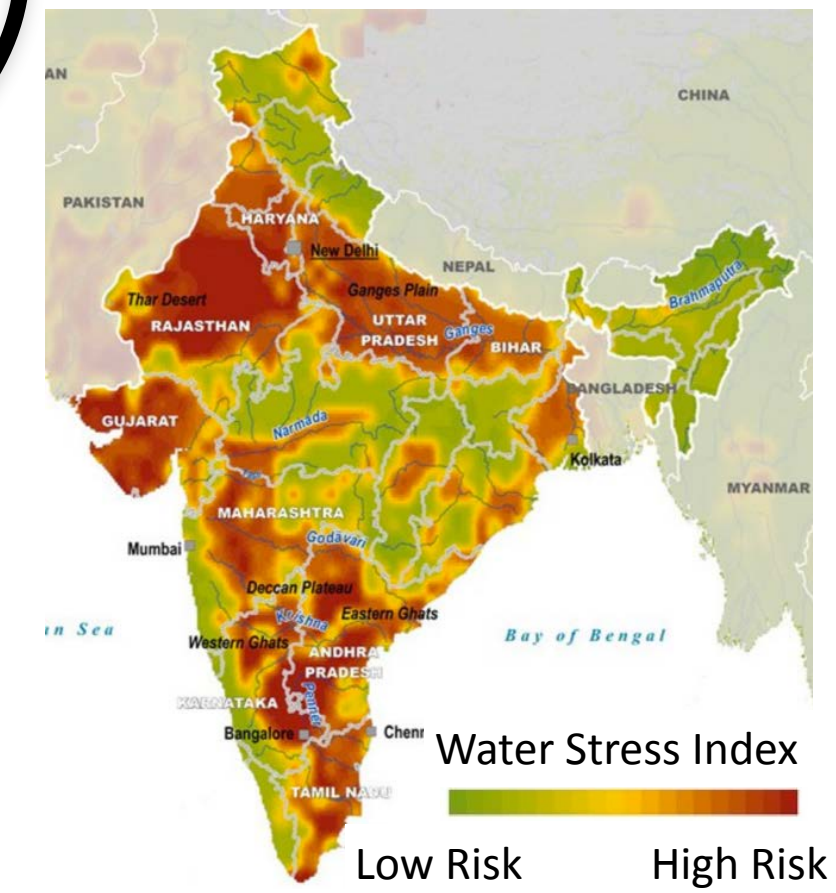 AN
CHINA
PAKISTAN
HARYANA
New Delhi
NEPAL
Brahmaputra
Thar Desert
Ganges Plain
RAJASTHAN
UTTAR
PRADESH
Ganges
BIHAR
BANGLADESH
GUJARAT
Narmada
Kolkata
MYANMAR
MAHARASHTRA
Mumbai
Godavari
Deccan Plateau
Krishna
Eastern Ghats
an Sea
Bay of Bengal
Western Ghats
ANDHRA
PRADESH
KARNATAKA
Penner
Bangalore
Chenn
Water Stress Index
TAMIL NADU
Low Risk
High Risk